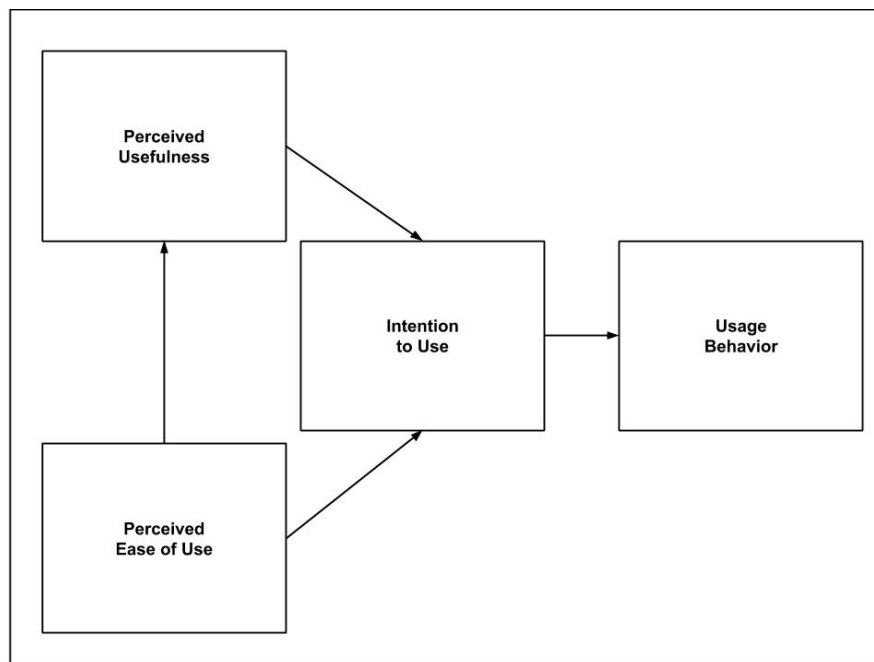 Perceived
Usefulness
Intention
to Use
Usage
Behavior
Perceived
Ease of Use